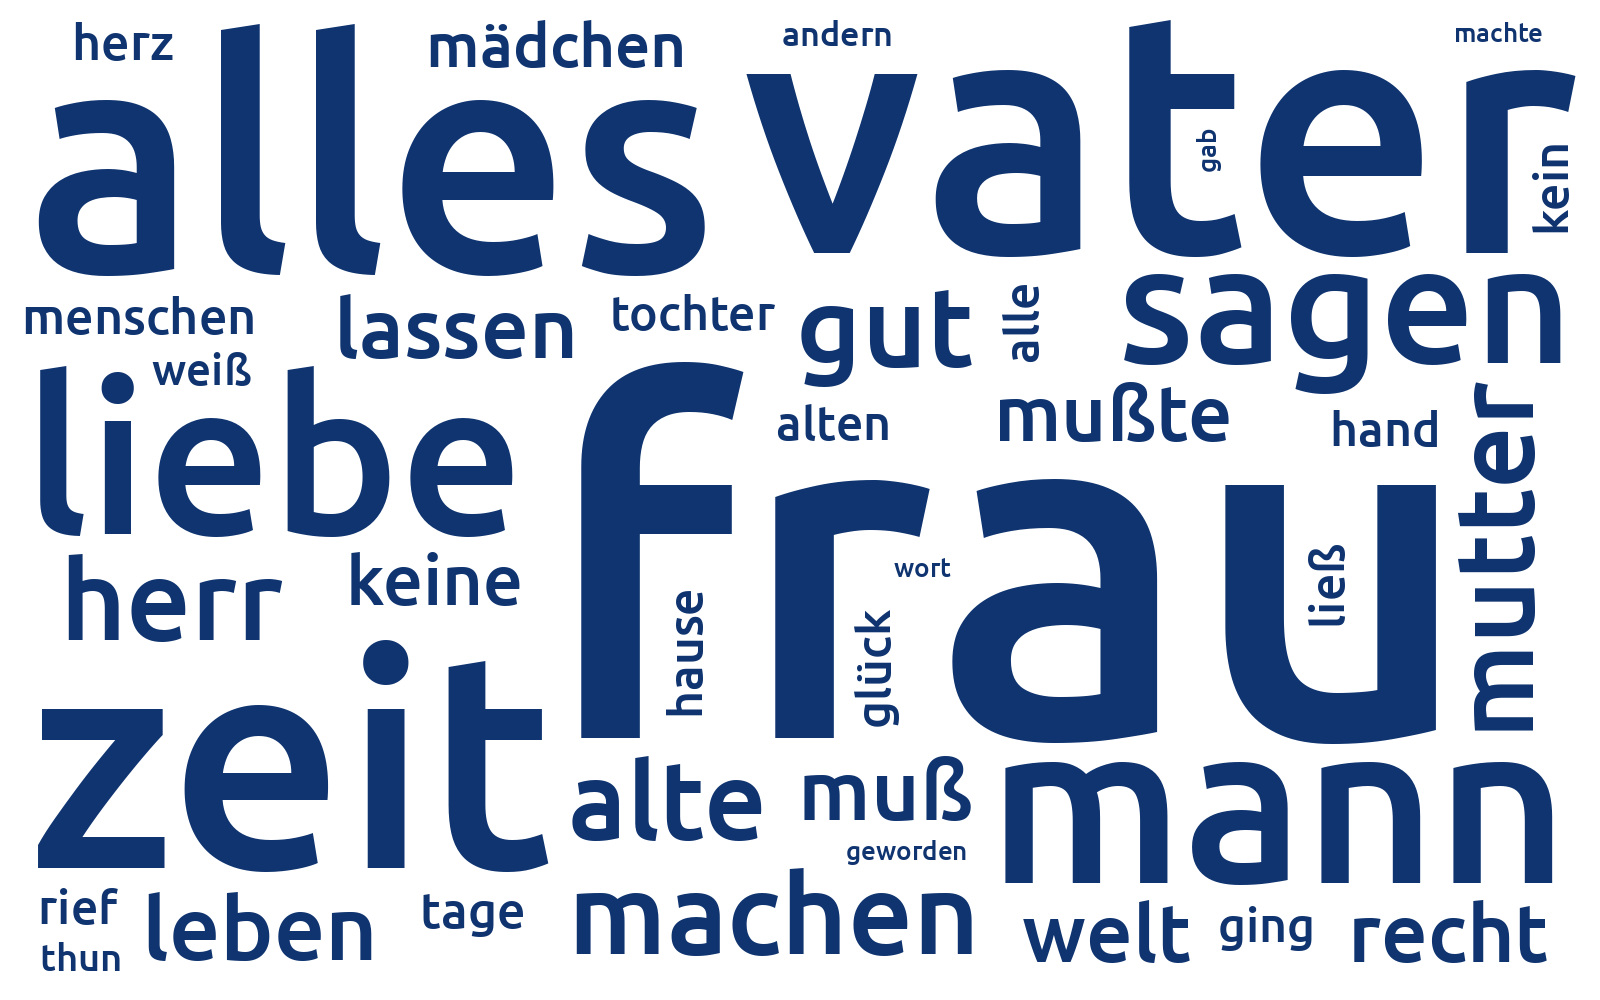 herz
mädchen
andern
machte
alles
vater
gab
kein
menschen
lassen
tochter
gut
alle
sagen
weiß
liebe
frau
alten
mußte
hand
mutter
herr
keine
wort
ließ
hause
glück
zeit
alte
muß
mann
geworden
rief
leben
tage
machen
welt
ging
recht
thun